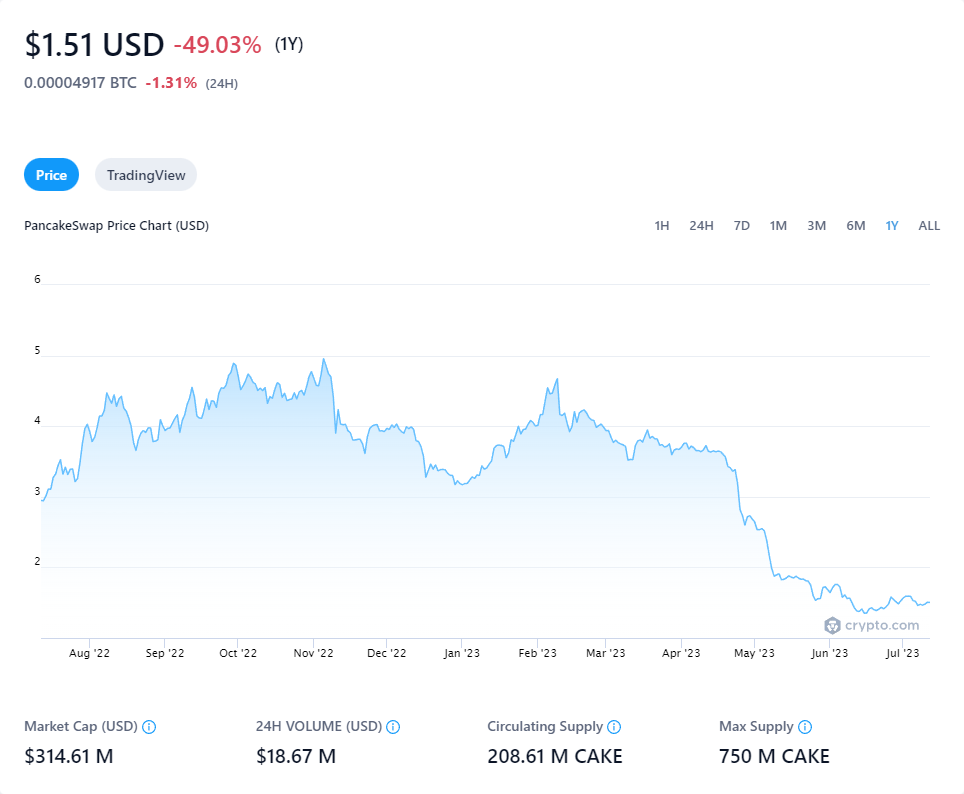 $1.51 USD -49.03% (1Y)
0.00004917 BTC -1.31% (24H)
Price TradingView
PancakeSwap Price Chart (USD) 1H 24H 7D 1M 3M 6M 1Y ALL
6
5
4
3
2
crypto.com
Aug '22 Sep '22 Oct '22 Nov '22 Dec '22 Jan '23 Feb '23 Mar '23 Apr '23 May '23 Jun '23 Jul '23
Market Cap (USD) 24H VOLUME (USD) Circulating Supply Max Supply
$314.61 M $18.67 M 208.61 M CAKE 750 M CAKE